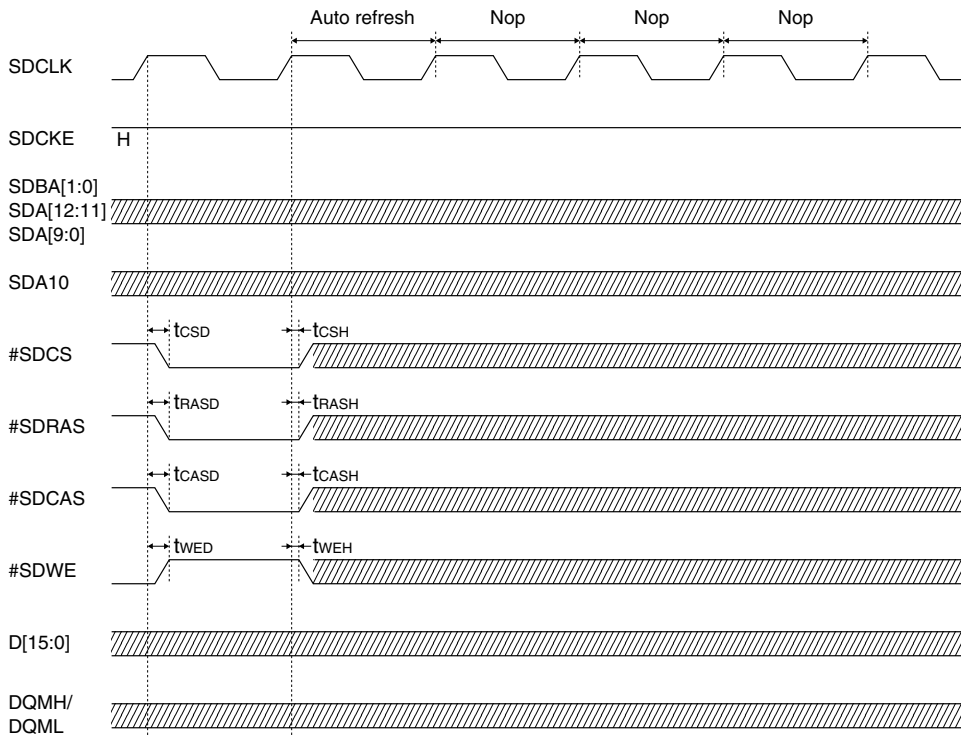 Auto refresh Nop Nop Nop
SDCLK
SDCKE H
SDBA[1:0]
SDA[12:11]
SDA[9:0]
SDA10
tCSD tCSH
#SDCS
tRASD tRASH
#SDRAS
tCASD tCASH
#SDCAS
tWED tWEH
#SDWE
D[15:0]
DQMH/
DQML